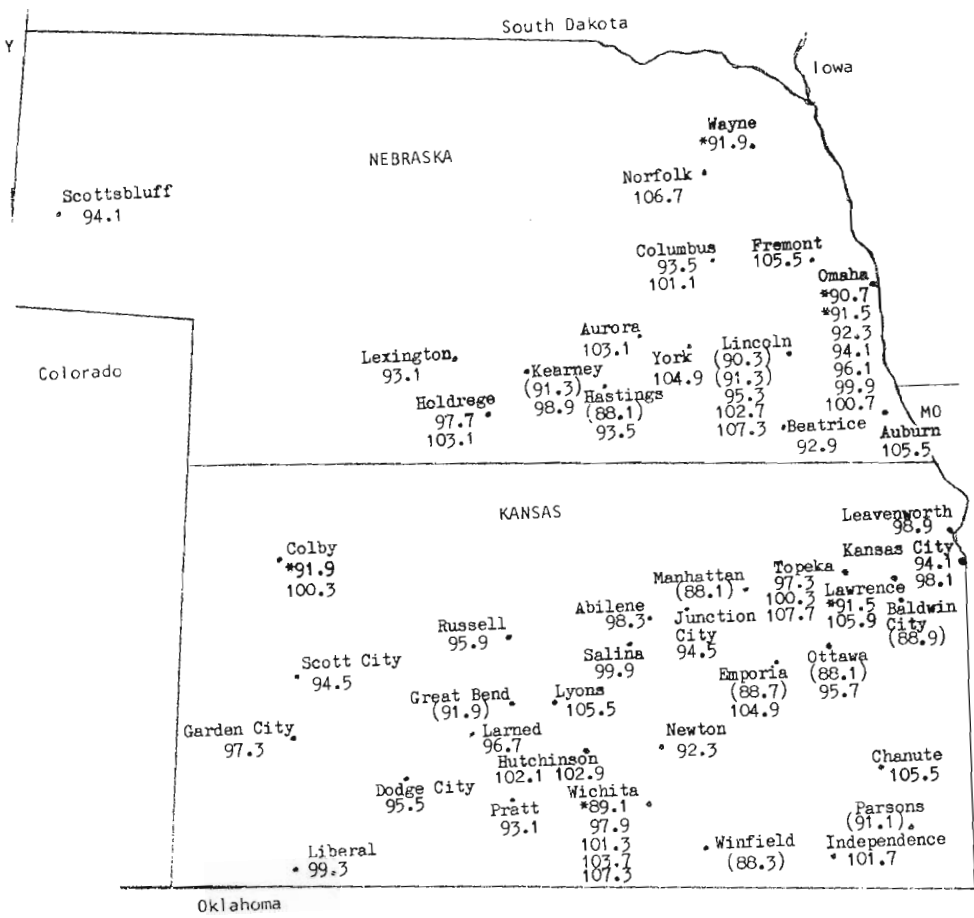 South Dakota
Y
Iowa
Wayne
*91.9
NEBRASKA
Norfolk
106.7
Scottsbluff
94.1
Columbus
93.5
101.1
Fremont
105.5
Omaha
*90.7
*91.5
92.3
94.1
96.1
99.9
100.7
Aurora
103.1
York
104.9
Lincoln
(90.3)
(91.3)
95.3
102.7
107.3
Lexington
93.1
Colorado
Kearney
(91.3)
98.9
Hastings
(88.1)
93.5
Holdrege
97.7
103.1
Beatrice
92.9
MO
Auburn
105.5
KANSAS
Leavenworth
98.9
Kansas City
94.1
98.1
Colby
*91.9
100.3
Manhattan
(88.1)
Topeka
97.3
100.3
107.7
Lawrence
*91.5
105.9
Baldwin
City
(88.9)
Abilene
98.3
Junction
City
94.5
Russell
95.9
Salina
99.9
Scott City
94.5
Emporia
(88.7)
104.9
Ottawa
(88.1)
95.7
Great Bend
(91.9)
Lyons
105.5
Garden City
97.3
Larned
96.7
Newton
92.3
Hutchinson
102.1 102.9
Chanute
105.5
Dodge City
95.5
Pratt
93.1
Wichita
*89.1
97.9
101.3
103.7
107.3
Parsons
(91.1)
Winfield
(88.3)
Independence
101.7
Liberal
99.3
Oklahoma